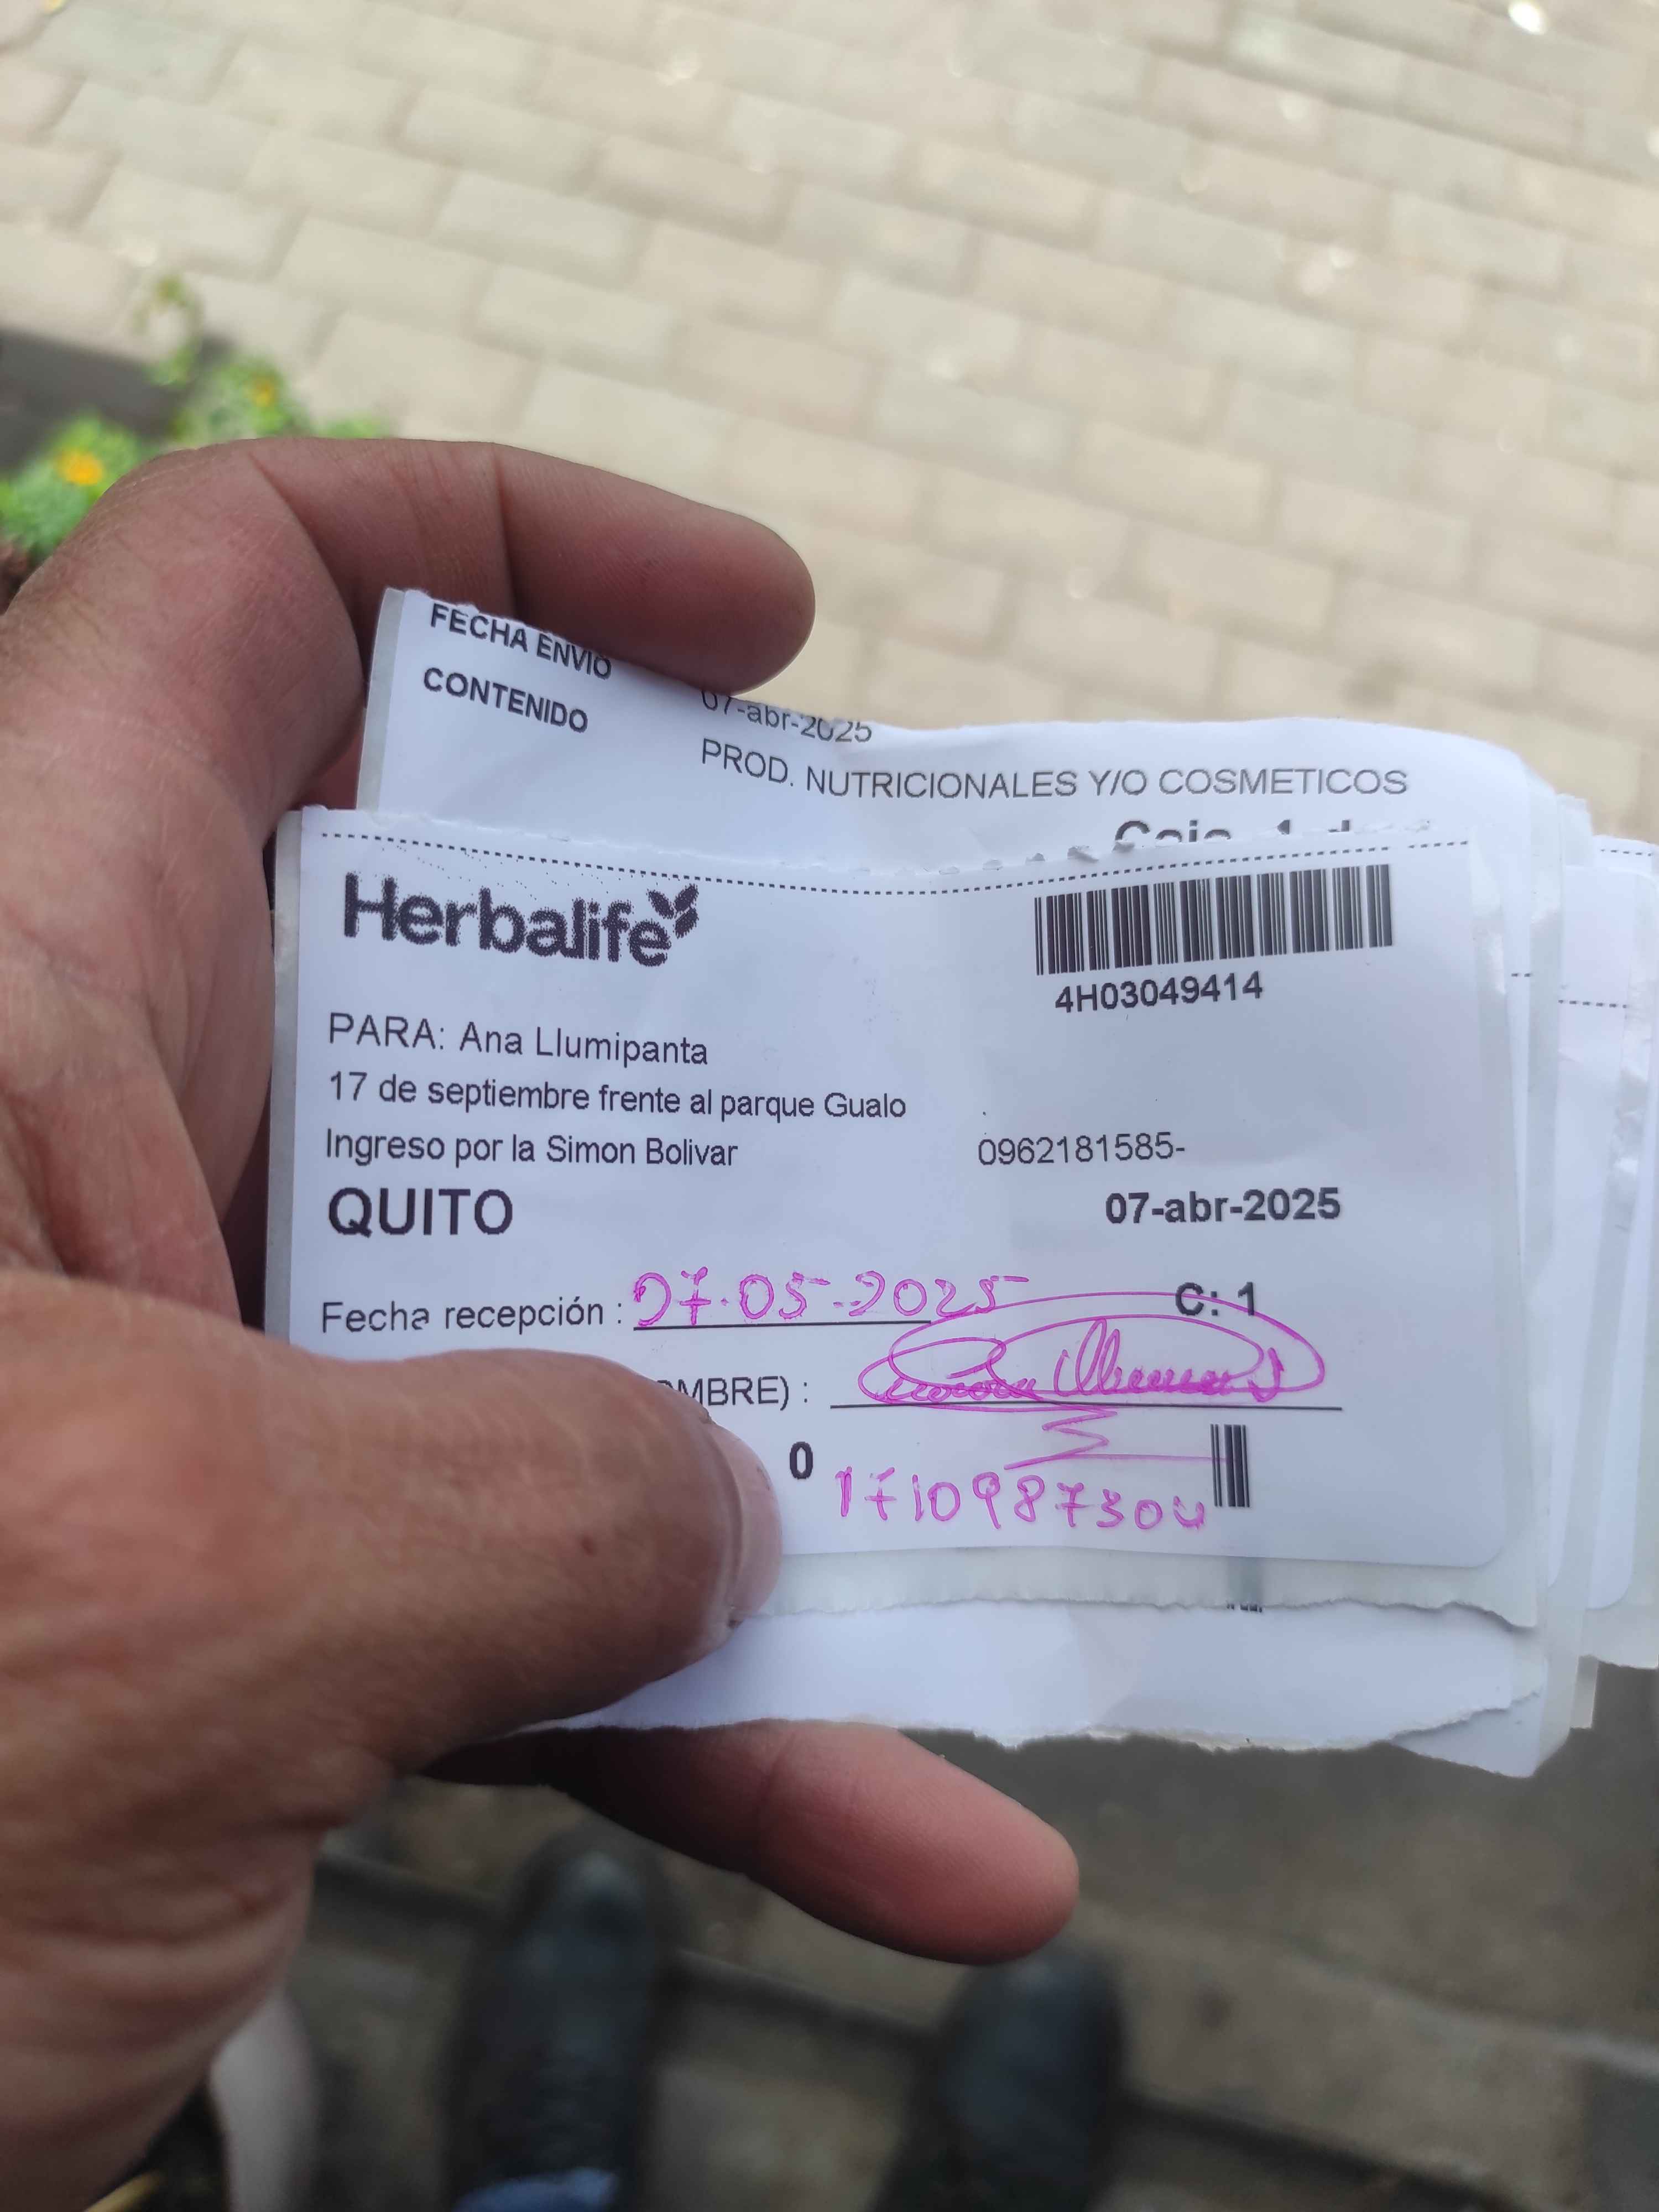 FECHA ENVIO 07-abr-2025
CONTENIDO PROD. NUTRICIONALES Y/O COSMETICOS
Herbalife
4H03049414
PARA: Ana Llumipanta
17 de septiembre frente al parque Gualo
Ingreso por la Simon Bolivar 0962181585-
QUITO 07-abr-2025
Fecha recepción : 07-05-2025 C: 1
OMBRE) :
0 1710987304